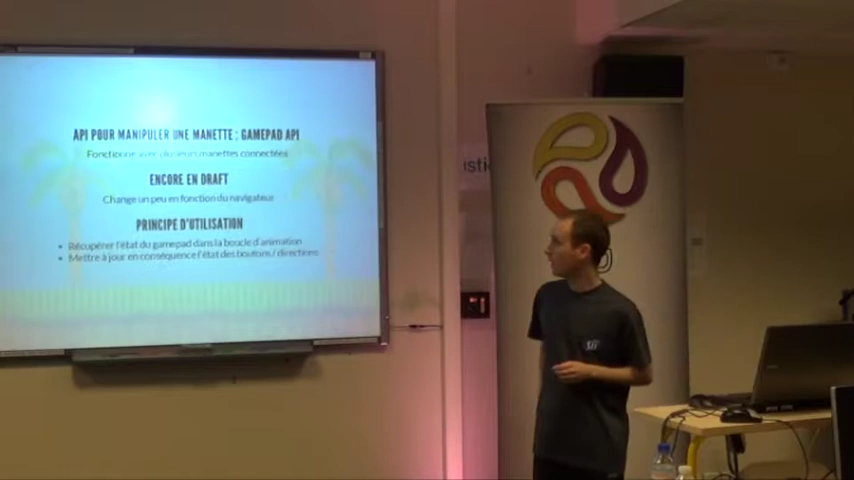 API POUR MANIPULER UNE MANETTE : GAMEPAD API
Fonctionne avec plusieurs manettes connectées
ENCORE EN DRAFT
Change un peu en fonction du navigateur
PRINCIPE D'UTILISATION
Récupérer l'état du gamepad dans la boucle d'animation
Mettre à jour en conséquence l'état des boutons / directions